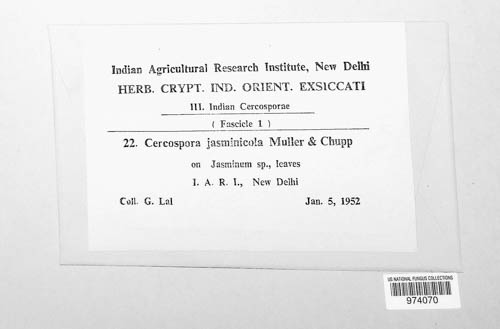 Indian Agricultural Research Institute, New Delhi
HERB. CRYPT. IND. ORIENT. EXSICCATI
III. Indian Cercosporae
( Fascicle 1 )
22. Cercospora jasminicola Muller & Chupp
on Jasminum sp., leaves
I. A. R. I., New Delhi
Coll. G. Lal Jan. 5, 1952
US NATIONAL FUNGUS COLLECTIONS
974070